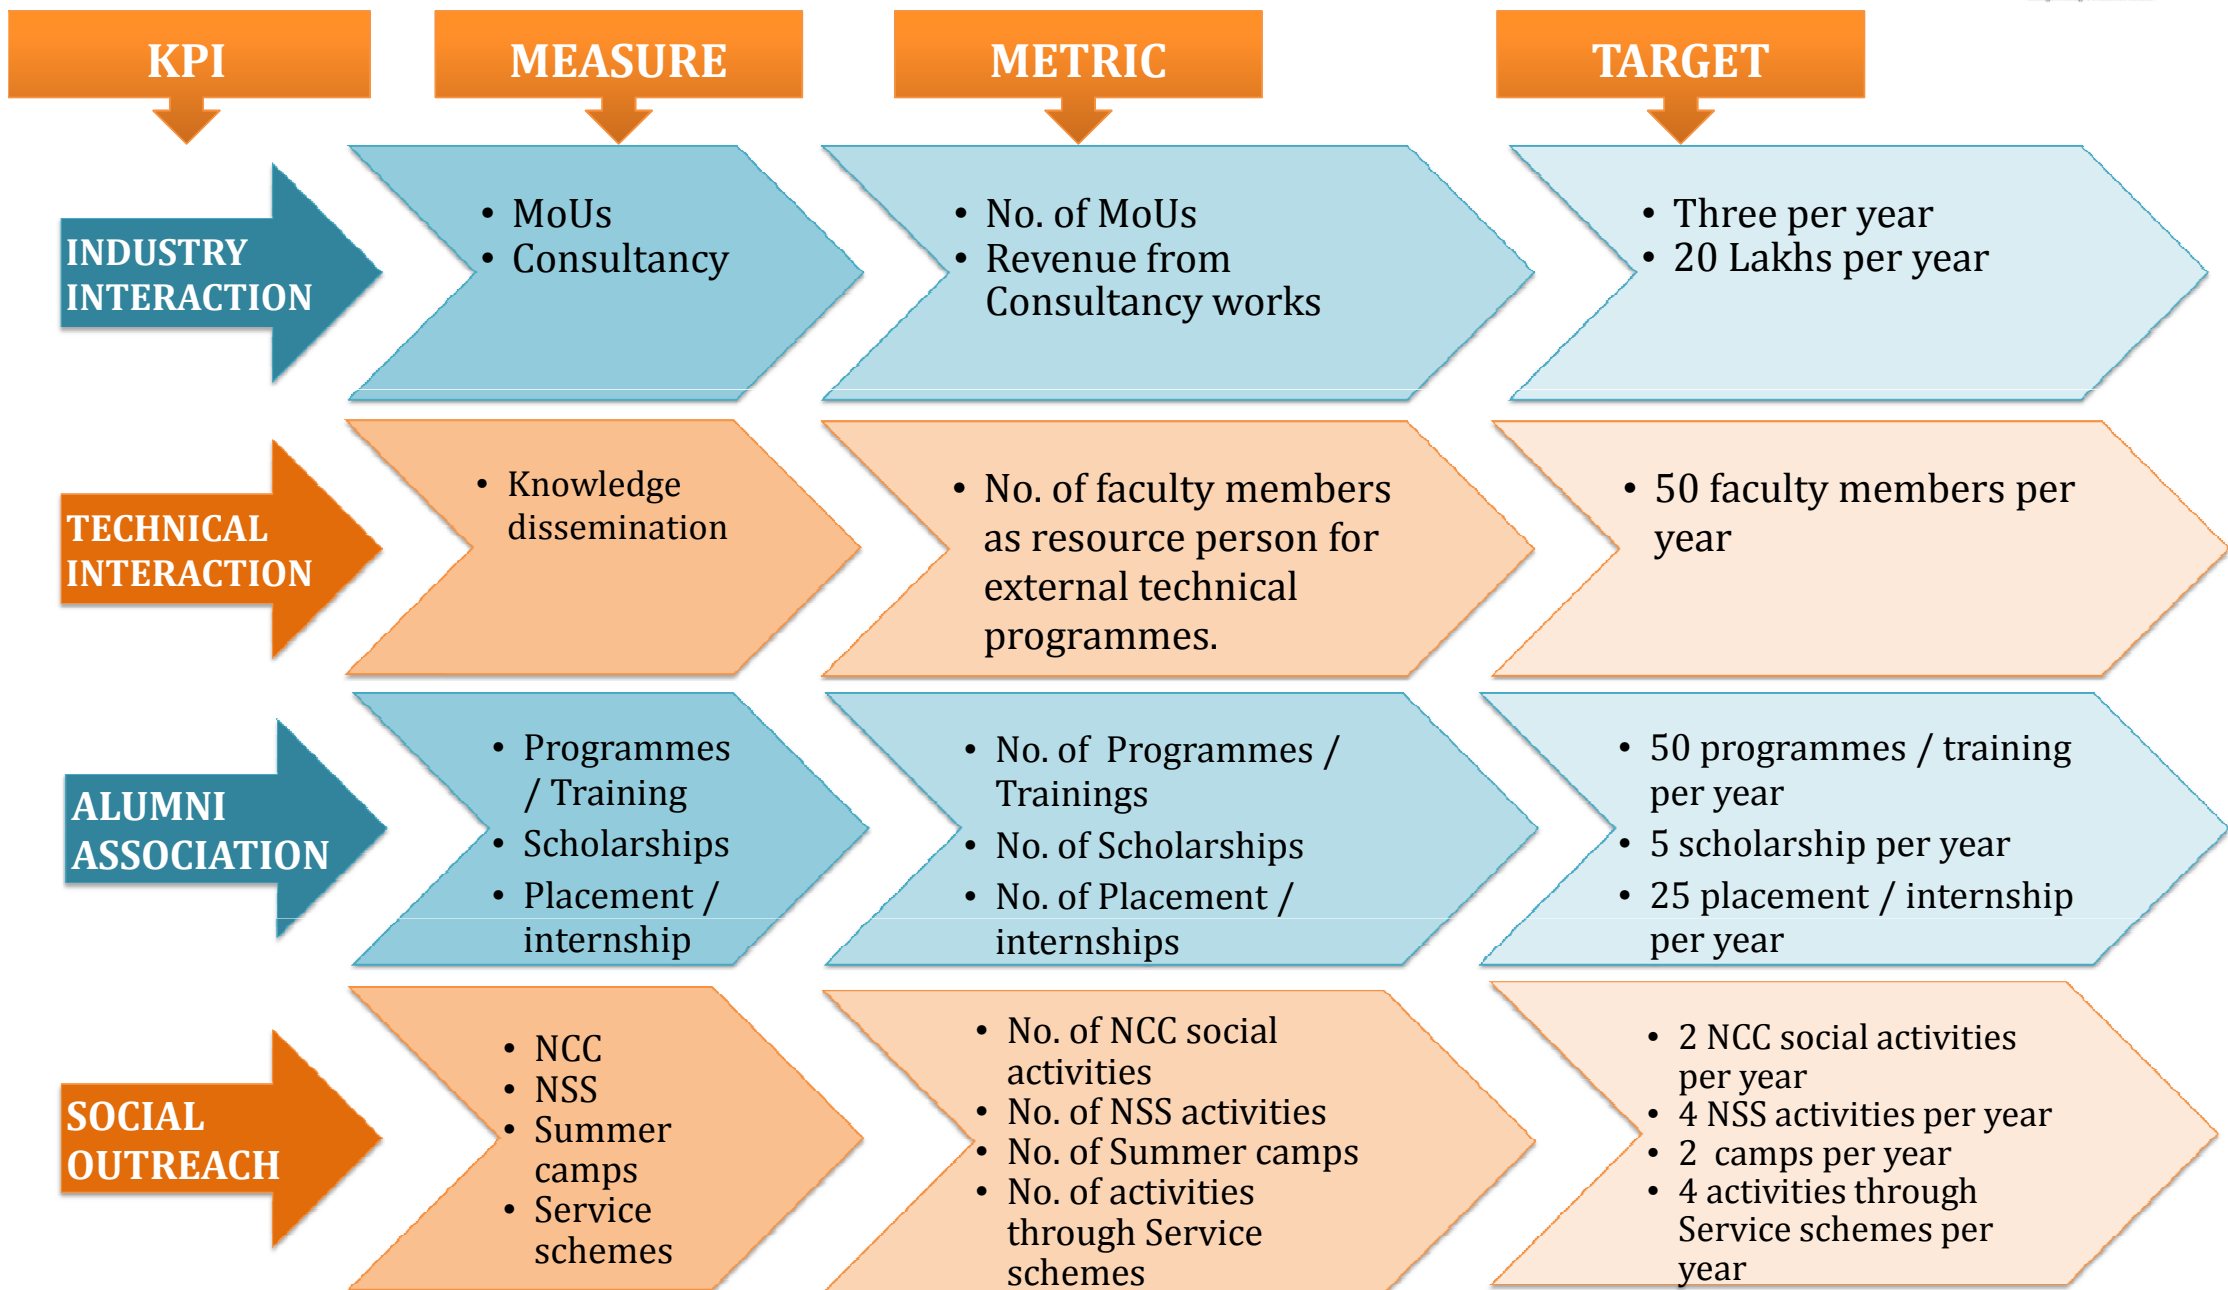 KPI
MEASURE
METRIC
TARGET
INDUSTRY
INTERACTION
• MoUs
• Consultancy
• No. of MoUs
• Revenue from
Consultancy works
• Three per year
• 20 Lakhs per year
TECHNICAL
INTERACTION
• Knowledge
dissemination
• No. of faculty members
as resource person for
external technical
programmes.
• 50 faculty members per
year
ALUMNI
ASSOCIATION
• Programmes
/ Training
• Scholarships
• Placement /
internship
• No. of Programmes /
Trainings
• No. of Scholarships
• No. of Placement /
internships
• 50 programmes / training
per year
• 5 scholarship per year
• 25 placement / internship
per year
SOCIAL
OUTREACH
• NCC
• NSS
• Summer
camps
• Service
schemes
• No. of NCC social
activities
• No. of NSS activities
• No. of Summer camps
• No. of activities
through Service
schemes
• 2 NCC social activities
per year
• 4 NSS activities per year
• 2 camps per year
• 4 activities through
Service schemes per
year